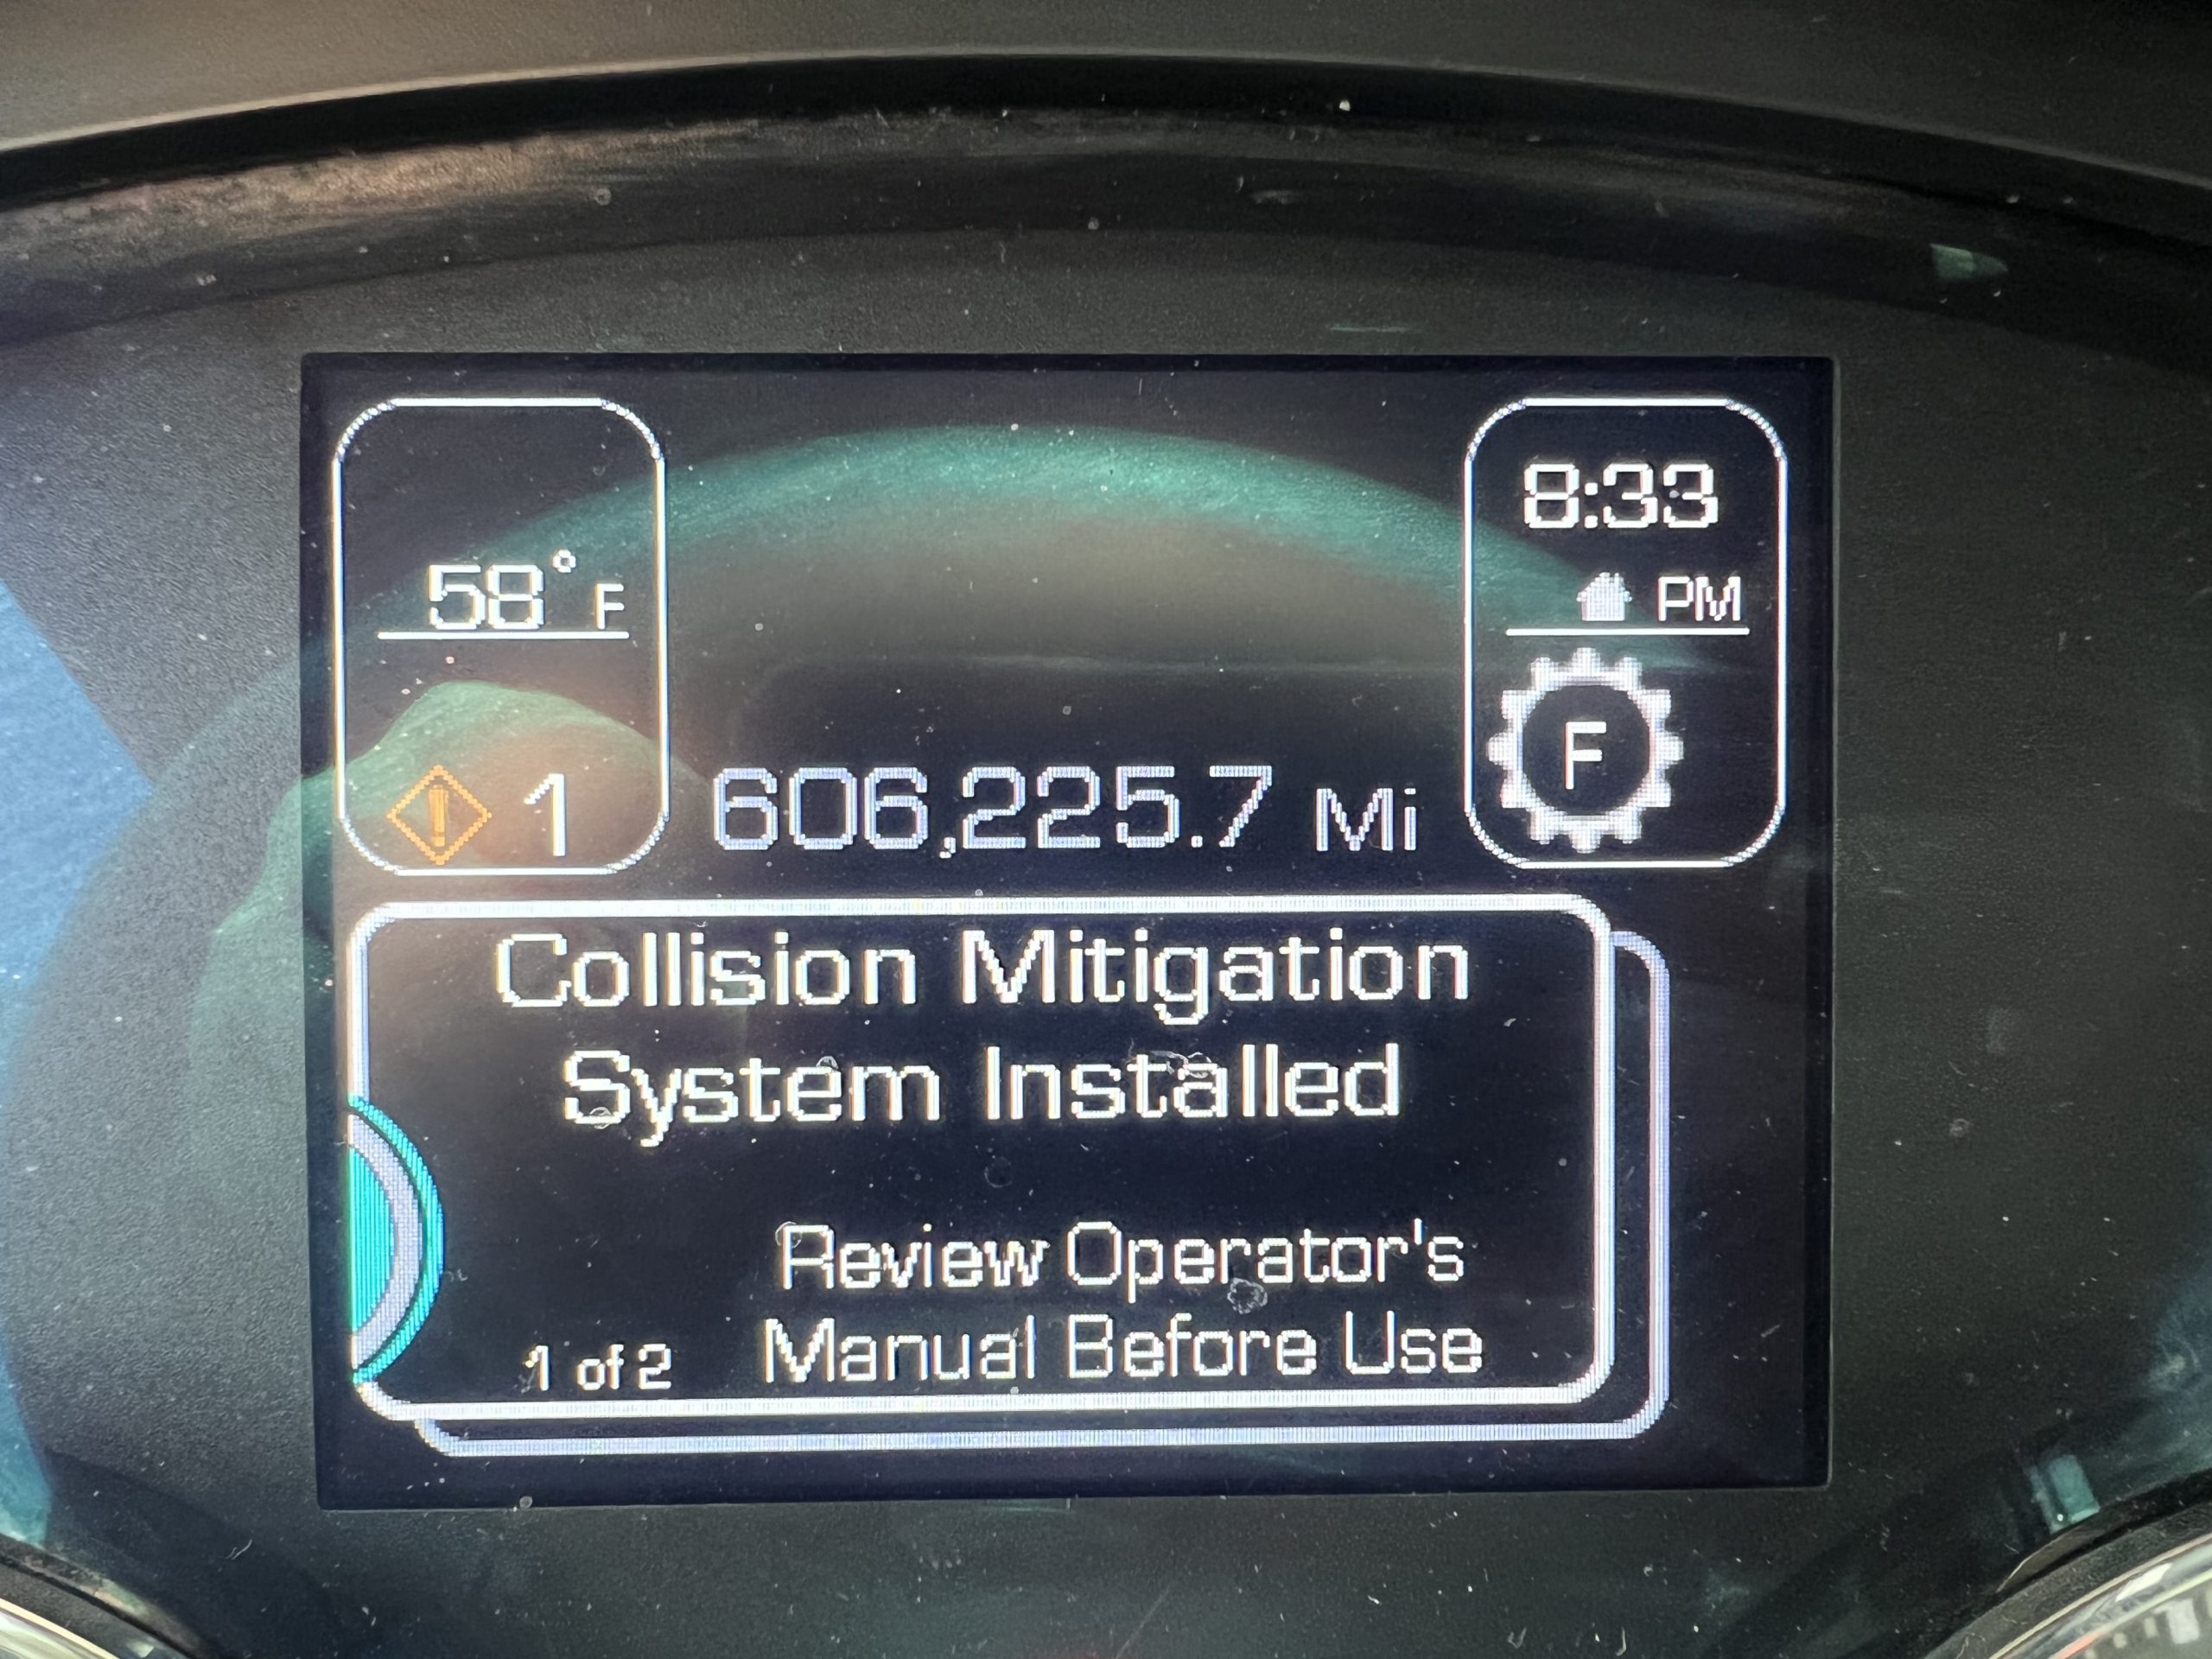 58° F
1
8:33
PM
F
606,225.7 Mi
Collision Mitigation
System Installed
Review Operator's
Manual Before Use
1 of 2